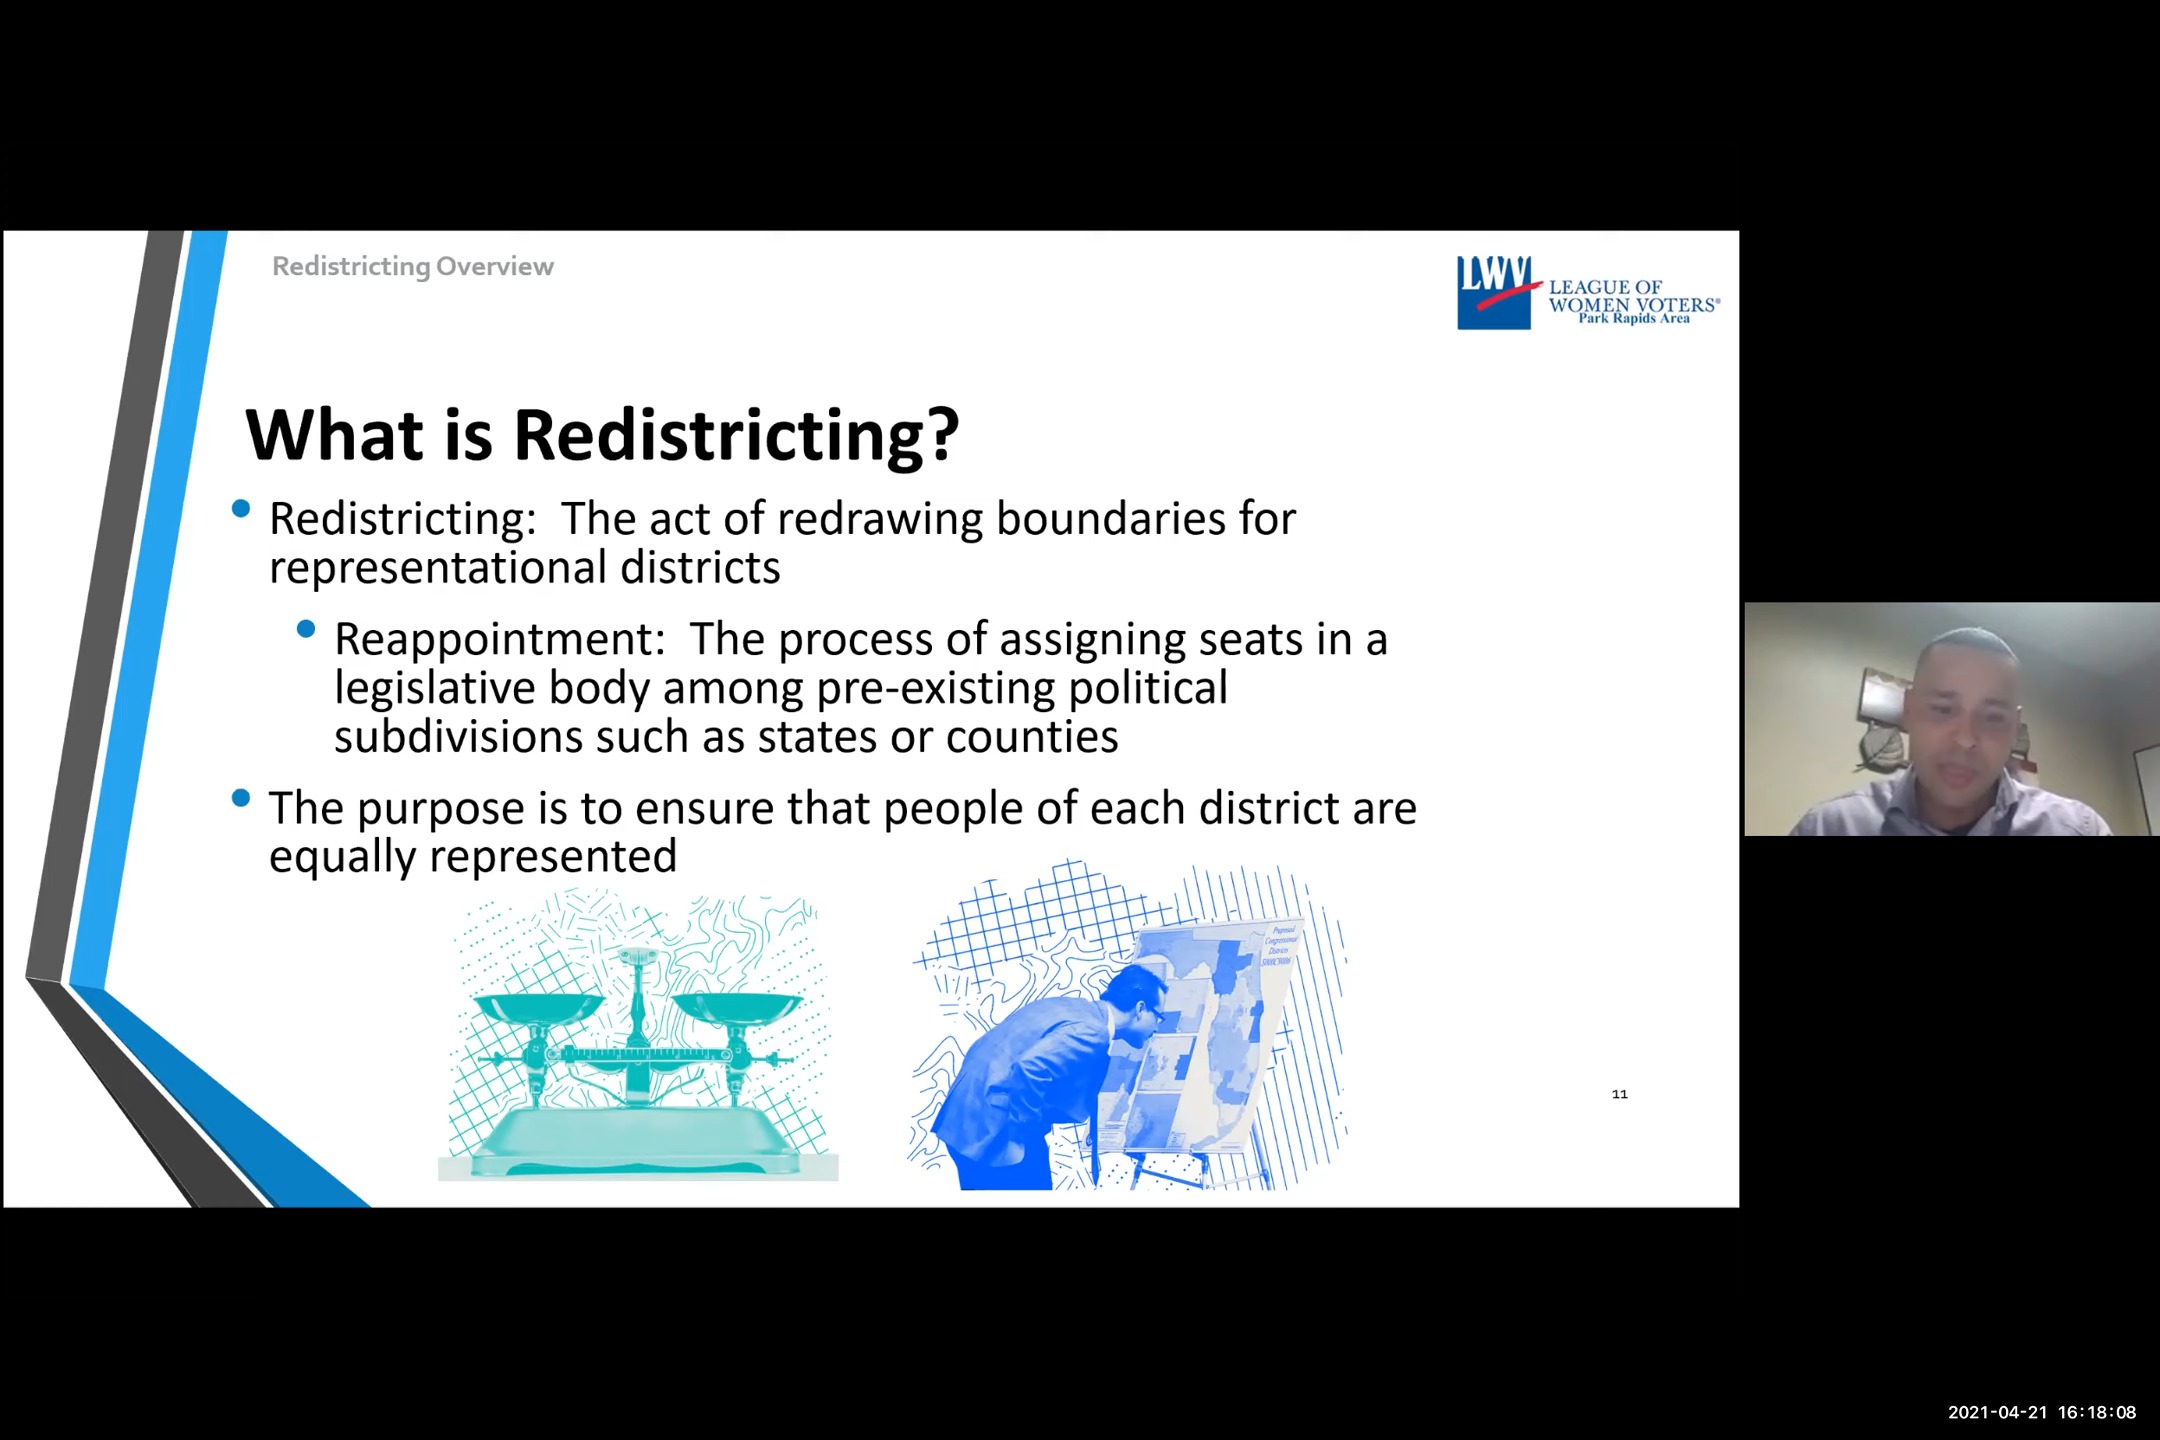 Redistricting Overview
LWV
LEAGUE OF
WOMEN VOTERS®
Park Rapids Area
What is Redistricting?
• Redistricting:  The act of redrawing boundaries for
representational districts
• Reappointment:  The process of assigning seats in a
legislative body among pre-existing political
subdivisions such as states or counties
• The purpose is to ensure that people of each district are
equally represented
Proposed
Congressional
Districts
11
2021-04-21 16:18:08